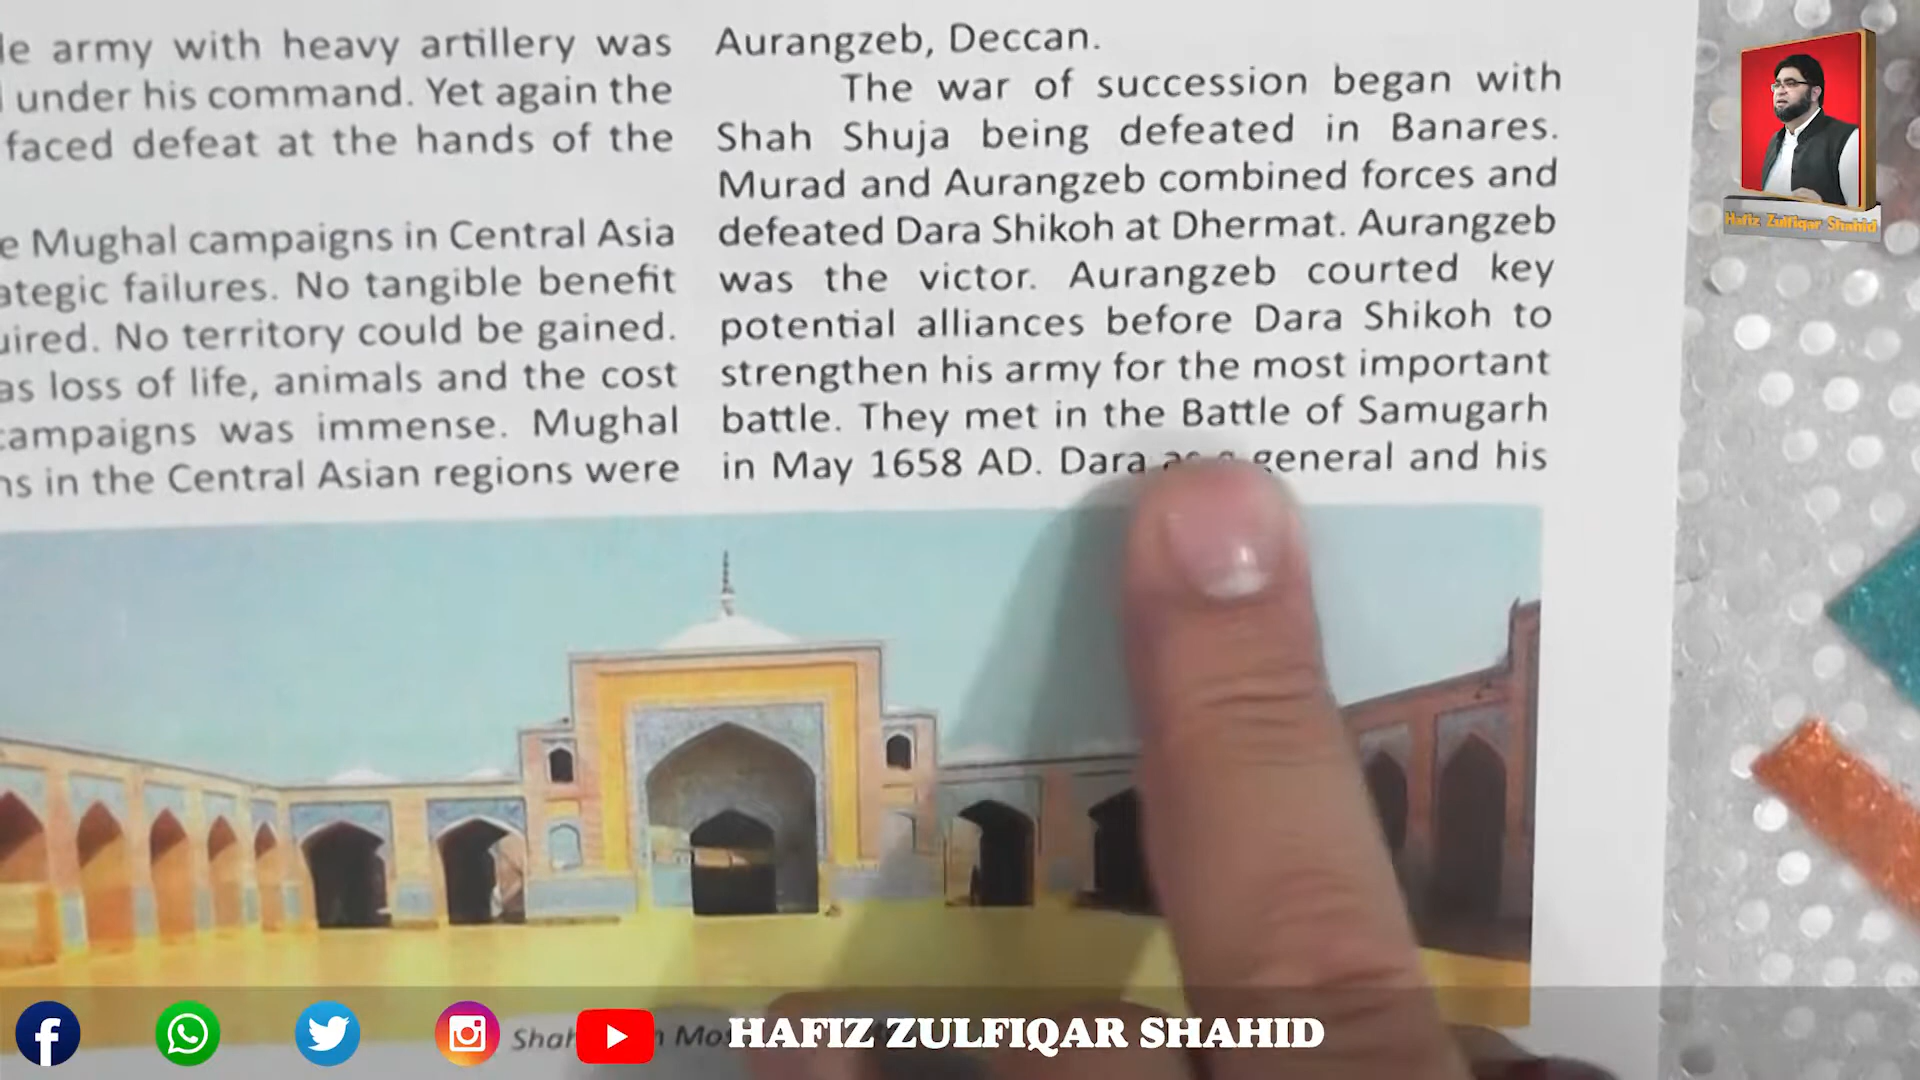 army with heavy artillery was
under his command. Yet again the
faced defeat at the hands of the
Mughal campaigns in Central Asia
failures. No tangible benefit
No territory could be gained.
loss of life, animals and the cost
campaigns was immense. Mughal
in the Central Asian regions were
Aurangzeb, Deccan.
The war of succession began with
Shah Shuja being defeated in Banares.
Murad and Aurangzeb combined forces and
defeated Dara Shikoh at Dhermat. Aurangzeb
was the victor. Aurangzeb courted key
potential alliances before Dara Shikoh to
strengthen his army for the most important
battle. They met in the Battle of Samugarh
in May 1658 AD. Dara as a general and his
Hafiz Zulfiqar Shahid
HAFIZ ZULFIQAR SHAHID